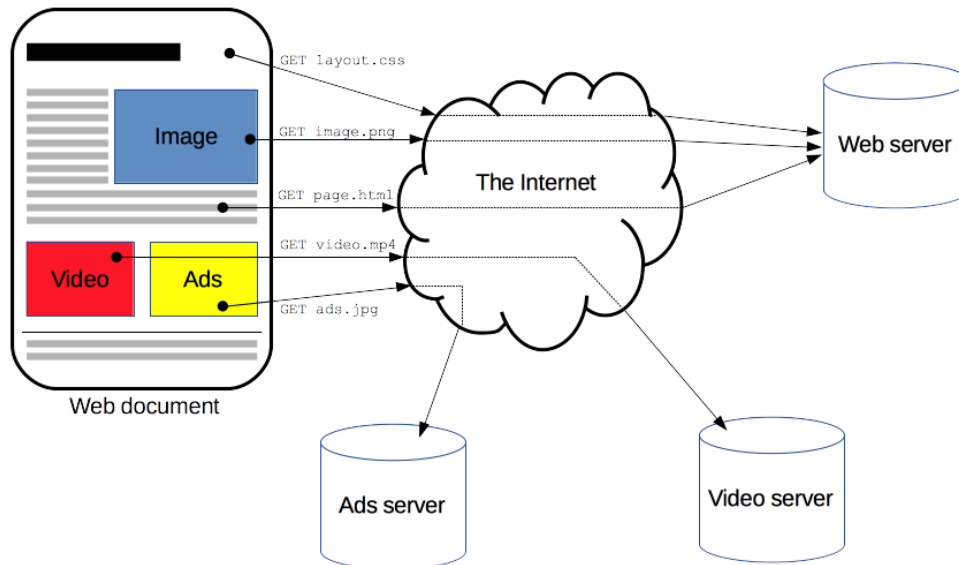 GET layout.css
Image
GET image.png
Web server
The Internet
GET page.html
GET video.mp4
Video
Ads
GET ads.jpg
Web document
Ads server
Video server